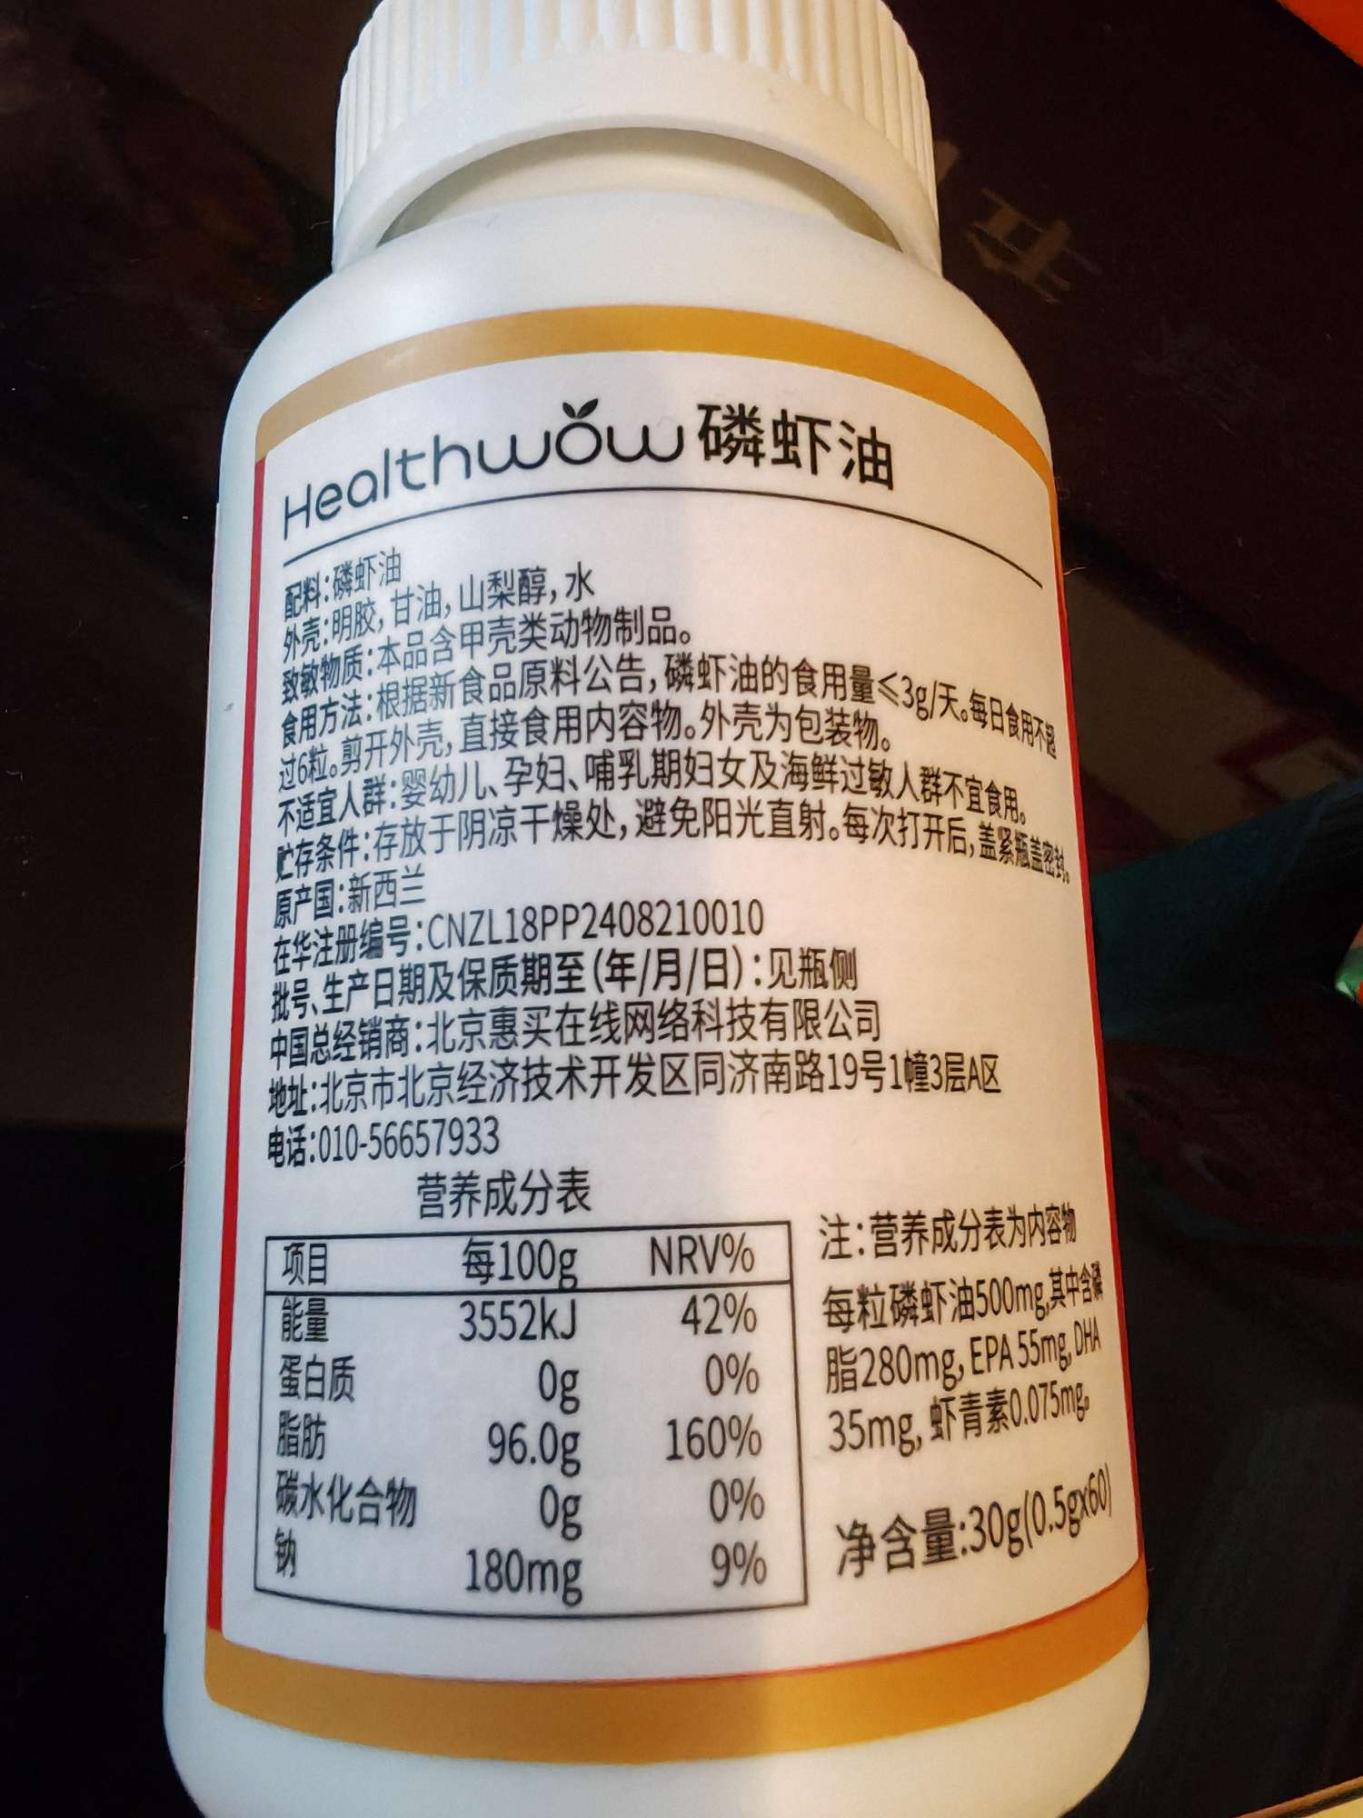 Healthwow 磷虾油
配料:磷虾油
外壳:明胶,甘油,山梨醇,水
致敏物质:本品含甲壳类动物制品。
食用方法:根据新食品原料公告,磷虾油的食用量≤3g/天。每日食用不超
过6粒。剪开外壳,直接食用内容物。外壳为包装物。
不适宜人群:婴幼儿、孕妇、哺乳期妇女及海鲜过敏人群不宜食用。
贮存条件:存放于阴凉干燥处,避免阳光直射。每次打开后,盖紧瓶盖密封。
原产国:新西兰
在华注册编号:CNZL18PP2408210010
批号、生产日期及保质期至(年/月/日):见瓶侧
中国总经销商:北京惠买在线网络科技有限公司
地址:北京市北京经济技术开发区同济南路19号1幢3层A区
电话:010-56657933
营养成分表
项目 每100g NRV%
能量 3552kJ 42%
蛋白质 0g 0%
脂肪 96.0g 160%
碳水化合物 0g 0%
钠 180mg 9%
注:营养成分表为内容物
每粒磷虾油500mg,其中含磷
脂280mg, EPA 55mg, DHA
35mg, 虾青素0.075mg。
净含量:30g(0.5gx60)